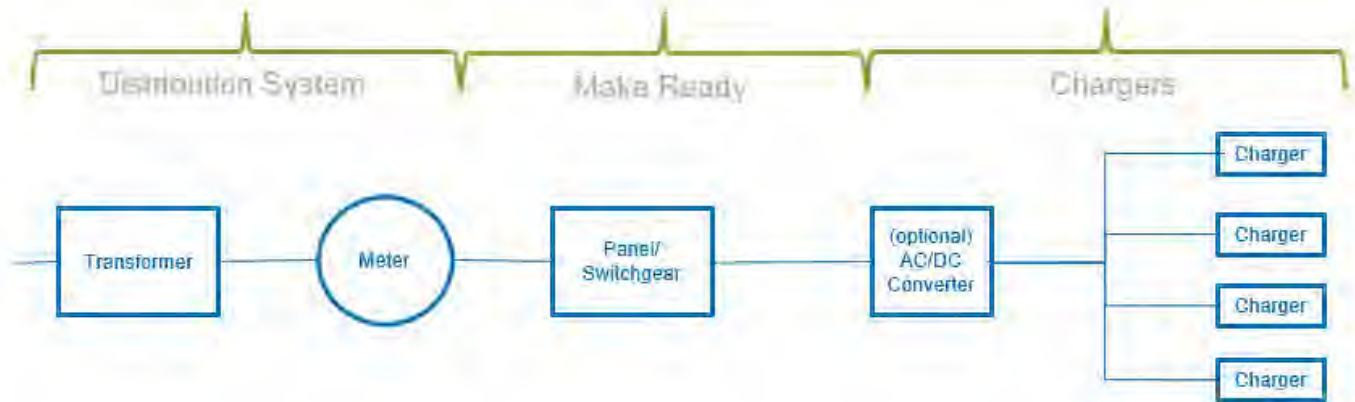 Distribution System
Make Ready
Chargers
Charger
Transformer
Meter
Panel/
Switchgear
(optional)
AC/DC
Converter
Charger
Charger
Charger